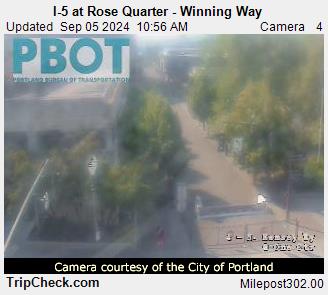 I-5 at Rose Quarter - Winning Way
Updated Sep 05 2024 10:56 AM Camera 4
PBOT
PORTLAND BUREAU OF TRANSPORTATION
Camera courtesy of the City of Portland
TripCheck.com Milepost302.00